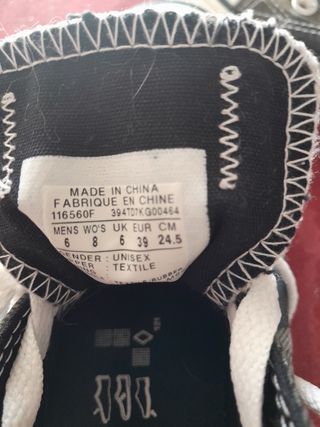 MADE IN CHINA
FABRIQUE EN CHINE
116560F 394TD7KG00464
MENS WO'S UK EUR CM
6 8 6 39 24.5
GENDER : UNISEX
UPPER : TEXTILE